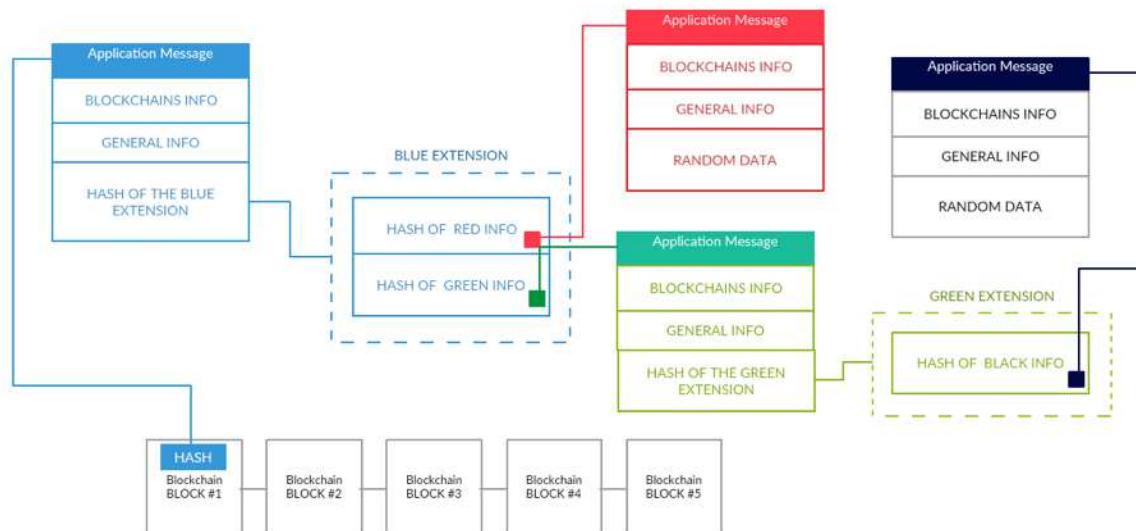 Application Message
BLOCKCHAINS INFO
GENERAL INFO
HASH OF THE BLUE
EXTENSION
BLUE EXTENSION
HASH OF RED INFO
HASH OF GREEN INFO
Application Message
BLOCKCHAINS INFO
GENERAL INFO
RANDOM DATA
Application Message
BLOCKCHAINS INFO
GENERAL INFO
HASH OF THE GREEN
EXTENSION
Application Message
BLOCKCHAINS INFO
GENERAL INFO
RANDOM DATA
GREEN EXTENSION
HASH OF BLACK INFO
HASH
Blockchain
BLOCK #1
Blockchain
BLOCK #2
Blockchain
BLOCK #3
Blockchain
BLOCK #4
Blockchain
BLOCK #5